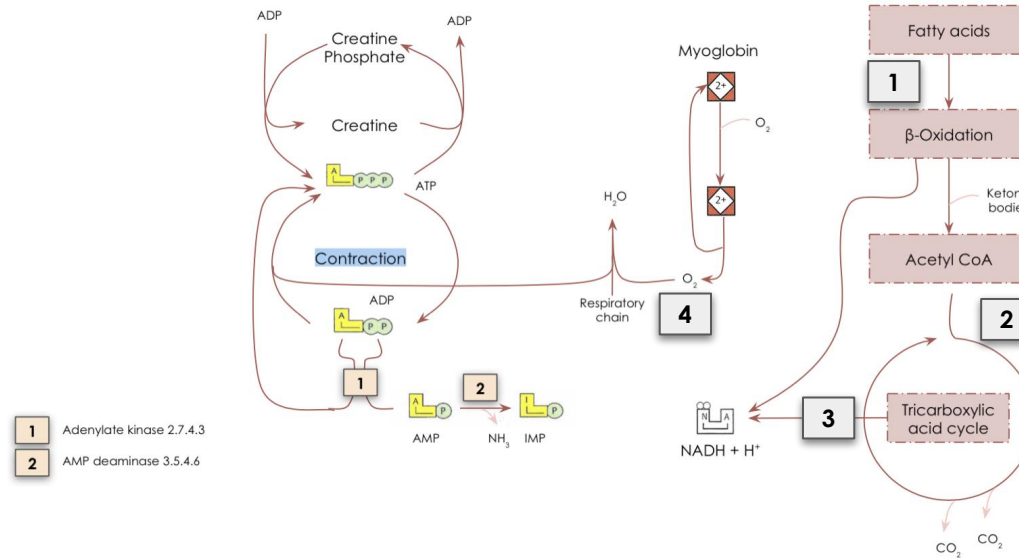 ADP
ADP
Creatine
Phosphate
Creatine
A
P P P
ATP
Contraction
ADP
A
P P
1
2
A
P
I
P
AMP
NH3
IMP
1
Adenylate kinase 2.7.4.3
2
AMP deaminase 3.5.4.6
Myoglobin
2+
O2
2+
H2O
O2
Respiratory
chain
4
Fatty acids
1
β-Oxidation
Keton
bodie
Acetyl CoA
2
Tricarboxylic
acid cycle
3
N A
NADH + H+
CO2
CO2